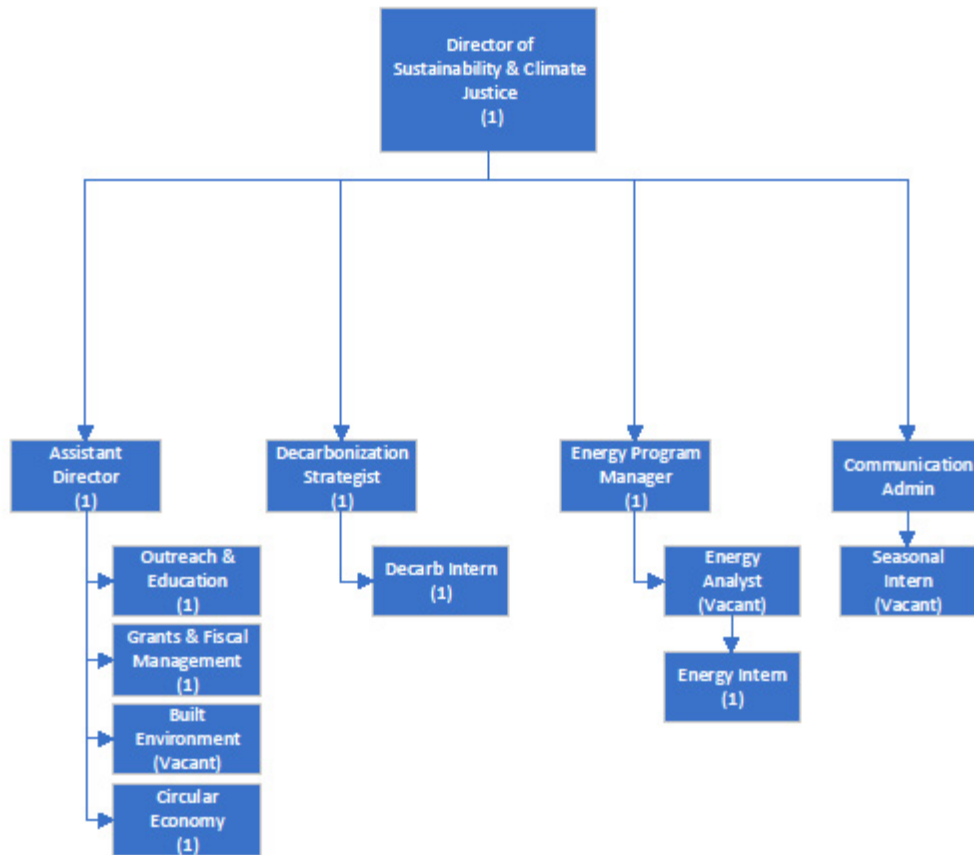 Director of
Sustainability & Climate
Justice
(1)
Assistant
Director
(1)
Decarbonization
Strategist
(1)
Energy Program
Manager
(1)
Communication
Admin
Outreach &
Education
(1)
Grants & Fiscal
Management
(1)
Built
Environment
(Vacant)
Circular
Economy
(1)
Decarb Intern
(1)
Energy
Analyst
(Vacant)
Energy Intern
(1)
Seasonal
Intern
(Vacant)